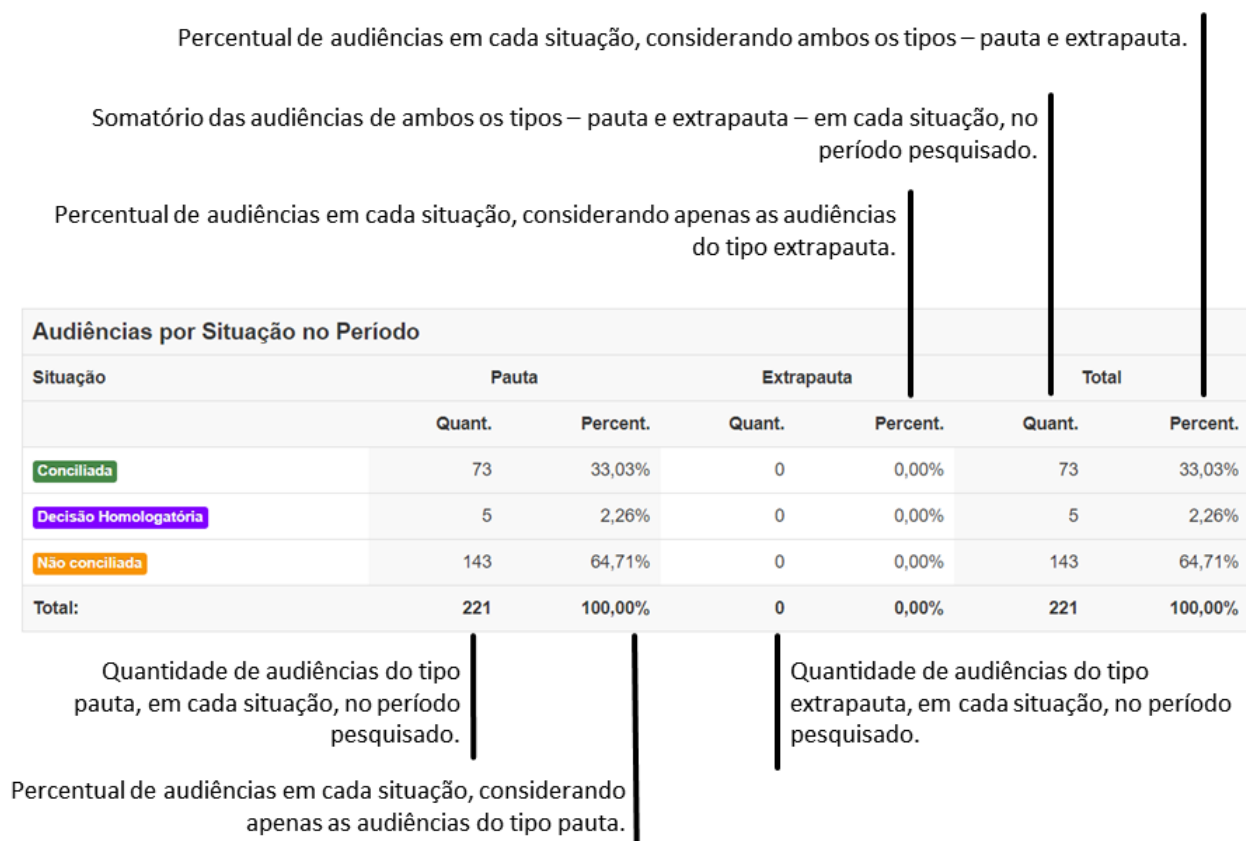 Percentual de audiências em cada situação, considerando ambos os tipos – pauta e extrapauta.
Somatório das audiências de ambos os tipos – pauta e extrapauta – em cada situação, no
período pesquisado.
Percentual de audiências em cada situação, considerando apenas as audiências
do tipo extrapauta.
Audiências por Situação no Período
Situação Pauta Extrapauta Total
Quant. Percent. Quant. Percent. Quant. Percent.
Conciliada 73 33,03% 0 0,00% 73 33,03%
Decisão Homologatória 5 2,26% 0 0,00% 5 2,26%
Não conciliada 143 64,71% 0 0,00% 143 64,71%
Total: 221 100,00% 0 0,00% 221 100,00%
Quantidade de audiências do tipo
pauta, em cada situação, no período
pesquisado.
Quantidade de audiências do tipo
extrapauta, em cada situação, no período
pesquisado.
Percentual de audiências em cada situação, considerando
apenas as audiências do tipo pauta.